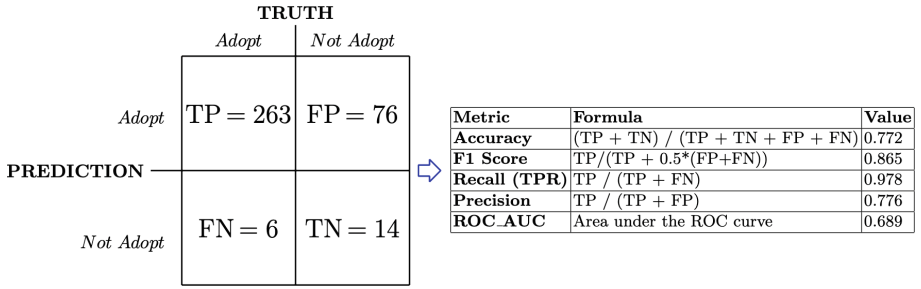 TRUTH
Adopt Not Adopt
Adopt TP = 263 FP = 76
PREDICTION
Not Adopt FN = 6 TN = 14
Metric Formula Value
Accuracy (TP + TN) / (TP + TN + FP + FN) 0.772
F1 Score TP/(TP + 0.5*(FP+FN)) 0.865
Recall (TPR) TP / (TP + FN) 0.978
Precision TP / (TP + FP) 0.776
ROC_AUC Area under the ROC curve 0.689